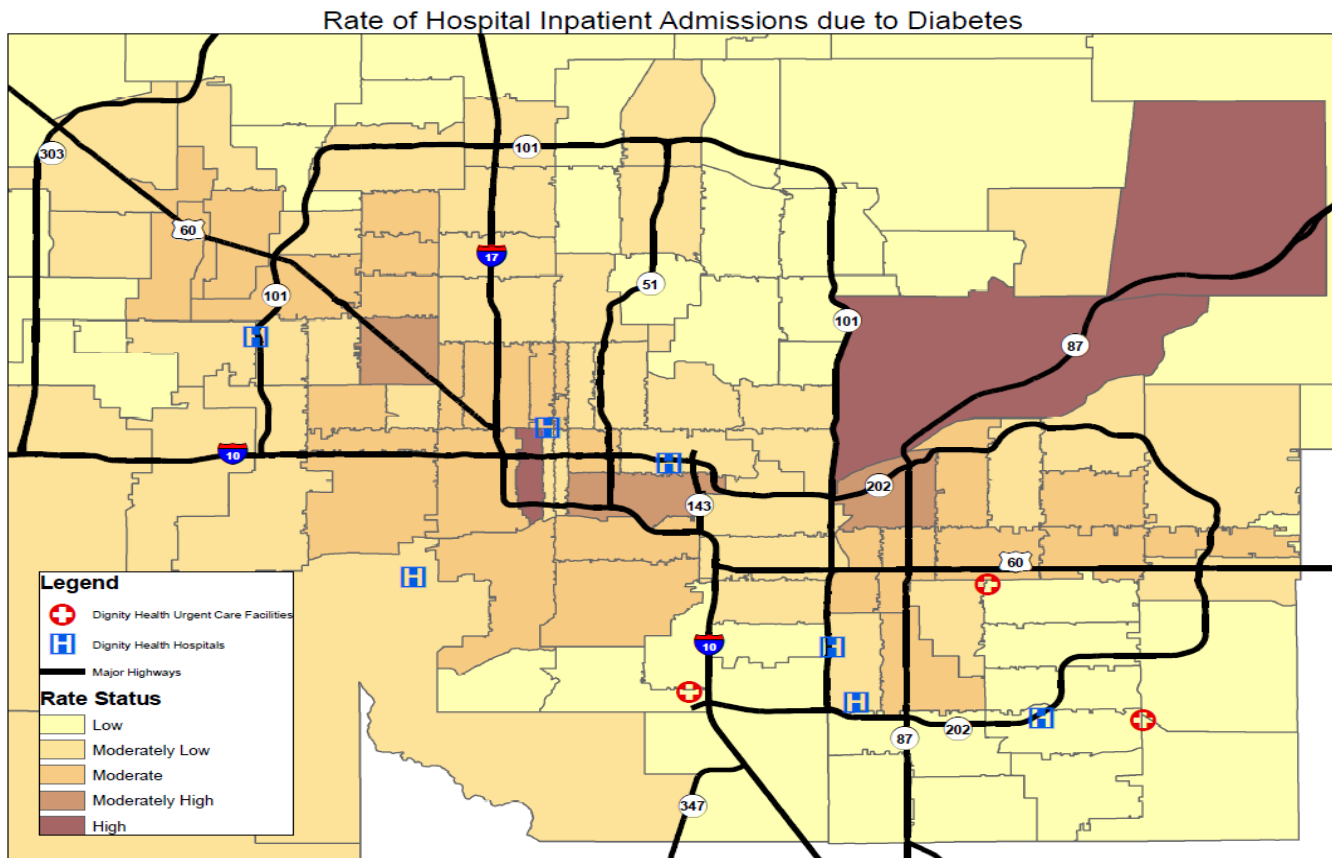 Rate of Hospital Inpatient Admissions due to Diabetes
303
101
60
17
51
101
101
87
10
202
143
60
10
202
87
347
Legend
Dignity Health Urgent Care Facilities
H Dignity Health Hospitals
Major Highways
Rate Status
Low
Moderately Low
Moderate
Moderately High
High
H
H
H
H
H
H
H